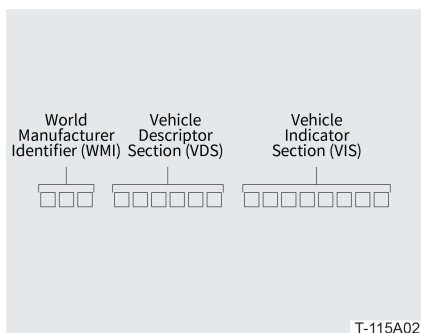 World
Manufacturer
Identifier (WMI)
Vehicle
Descriptor
Section (VDS)
Vehicle
Indicator
Section (VIS)
T-115A02